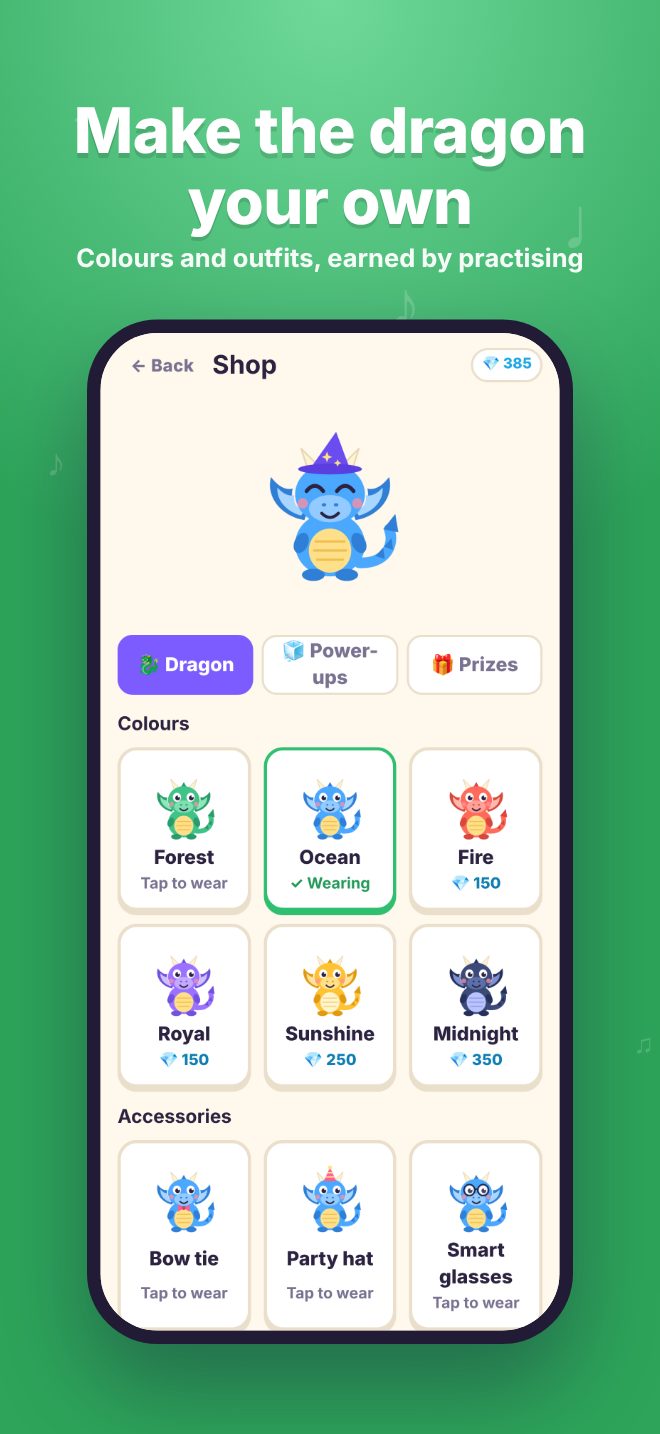 Make the dragon
your own
Colours and outfits, earned by practising
← Back Shop 💎 385
🐉 Dragon
🧊 Power-
ups
🎁 Prizes
Colours
Forest
Tap to wear
Ocean
✓ Wearing
Fire
💎 150
Royal
💎 150
Sunshine
💎 250
Midnight
💎 350
Accessories
Bow tie
Tap to wear
Party hat
Tap to wear
Smart
glasses
Tap to wear